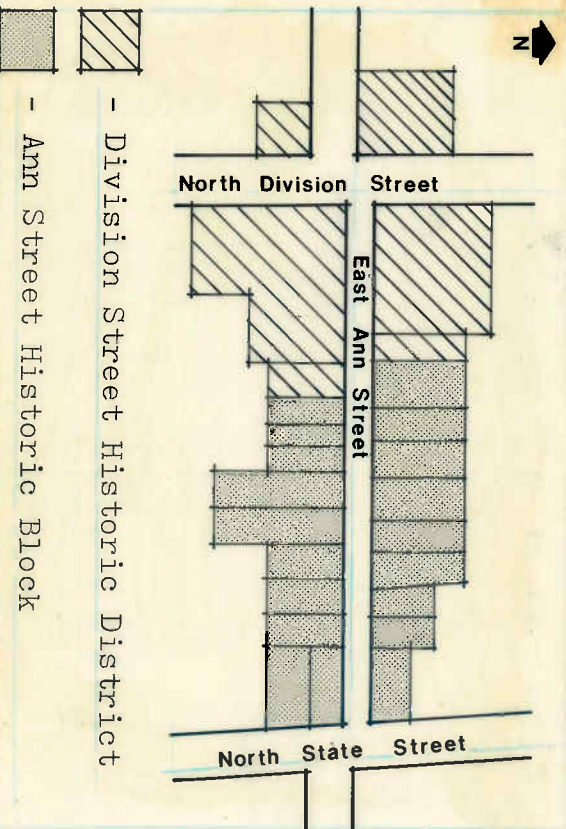 N
North Division Street
East Ann Street
North State Street
- Division Street Historic District
- Ann Street Historic Block